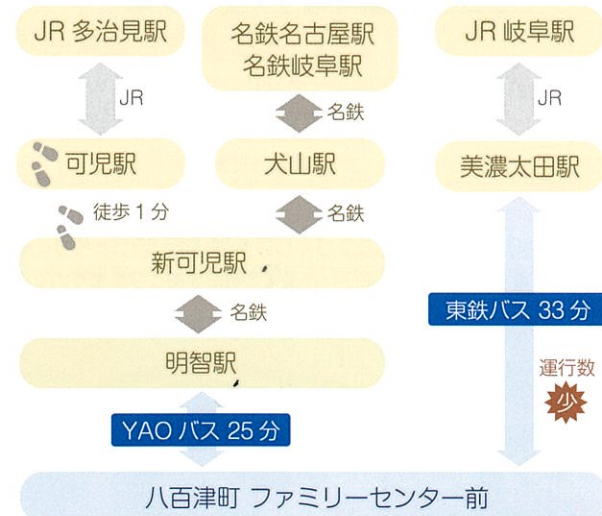 JR 多治見駅
名鉄名古屋駅
名鉄岐阜駅
JR 岐阜駅
JR
名鉄
JR
可児駅
犬山駅
美濃太田駅
徒歩 1 分
名鉄
新可児駅
名鉄
東鉄バス 33 分
明智駅
運行数
少
YAO バス 25 分
八百津町 ファミリーセンター前